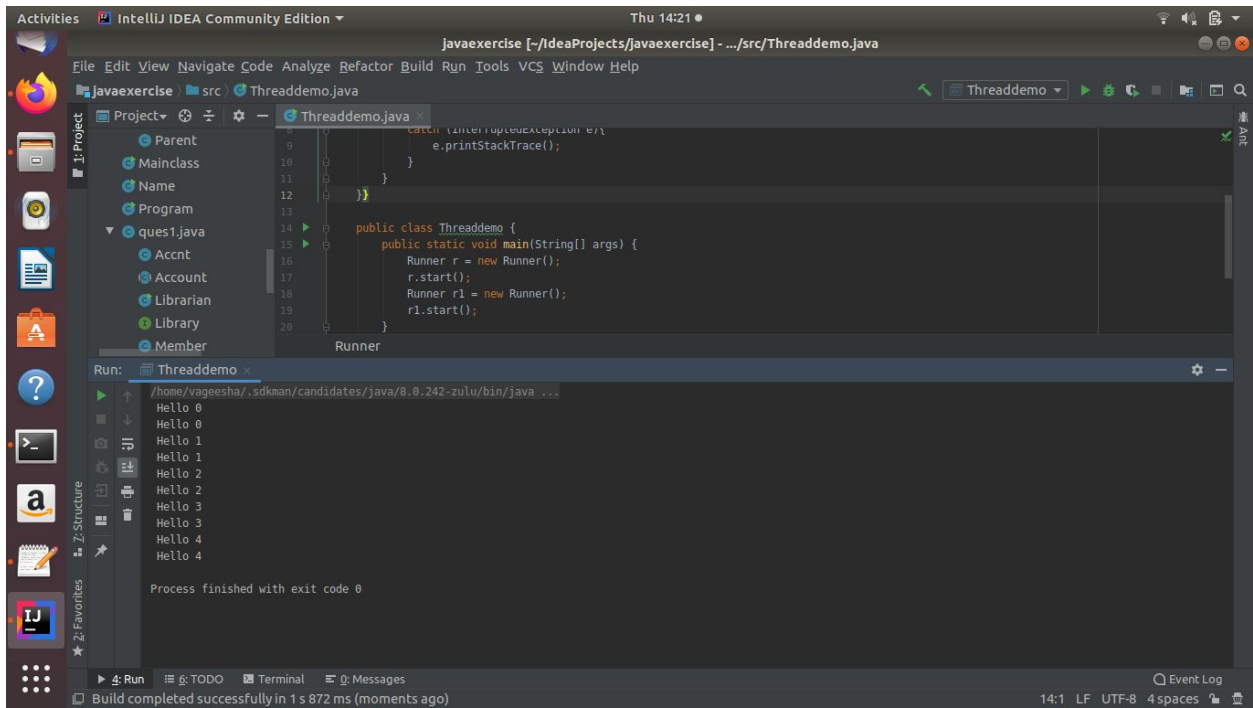 Activities IntelliJ IDEA Community Edition Thu 14:21
javaexercise [~/IdeaProjects/javaexercise] - .../src/Threaddemo.java
File Edit View Navigate Code Analyze Refactor Build Run Tools VCS Window Help
javaexercise src Threaddemo.java Threaddemo
Project Threaddemo.java
1: Project
Ant
Parent
Mainclass
Name
Program
ques1.java
Accnt
Account
Librarian
Library
Member
8 catch (InterruptedException e){
9 e.printStackTrace();
10 }
11 }
12 }}
13
14 public class Threaddemo {
15 public static void main(String[] args) {
16 Runner r = new Runner();
17 r.start();
18 Runner r1 = new Runner();
19 r1.start();
20 }
Runner
Run: Threaddemo
/home/vageesha/.sdkman/candidates/java/8.0.242-zulu/bin/java ...
Hello 0
Hello 0
Hello 1
Hello 1
Hello 2
Hello 2
Hello 3
Hello 3
Hello 4
Hello 4
Process finished with exit code 0
7: Structure
2: Favorites
4: Run 6: TODO Terminal 0: Messages Event Log
Build completed successfully in 1 s 872 ms (moments ago) 14:1 LF UTF-8 4 spaces